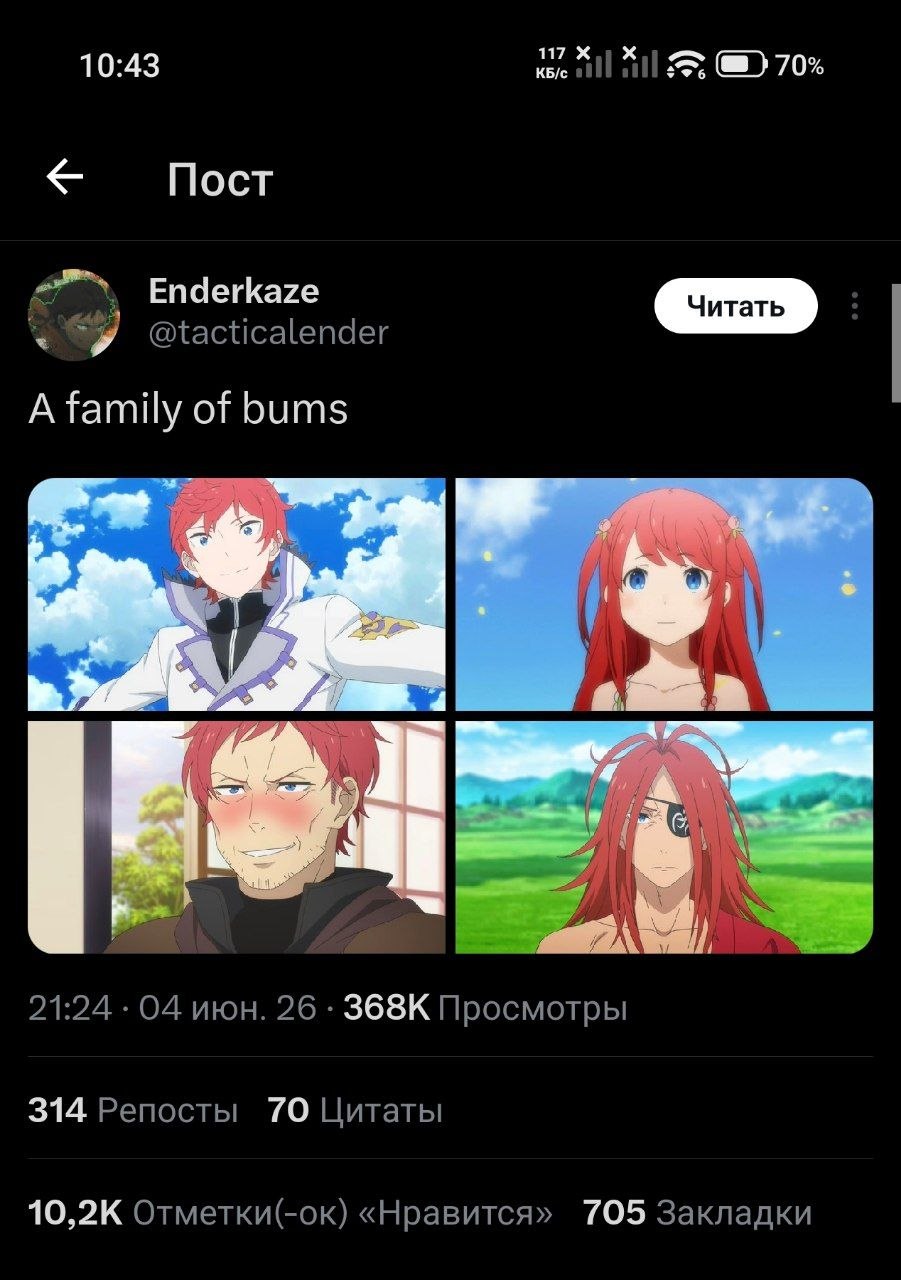 10:43
117
КБ/с
6
70%
Пост
Enderkaze
@tacticalender
Читать
A family of bums
21:24 · 04 июн. 26 · 368K Просмотры
314 Репосты 70 Цитаты
10,2K Отметки(-ок) «Нравится» 705 Закладки